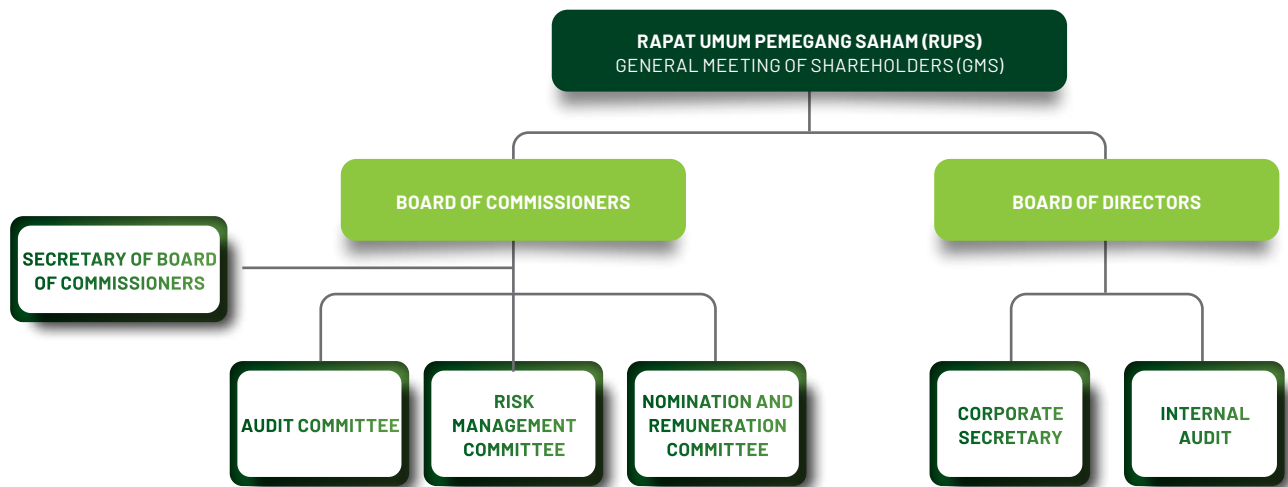 RAPAT UMUM PEMEGANG SAHAM (RUPS)
GENERAL MEETING OF SHAREHOLDERS (GMS)
BOARD OF COMMISSIONERS
BOARD OF DIRECTORS
SECRETARY OF BOARD
OF COMMISSIONERS
AUDIT COMMITTEE
RISK
MANAGEMENT
COMMITTEE
NOMINATION AND
REMUNERATION
COMMITTEE
CORPORATE
SECRETARY
INTERNAL
AUDIT